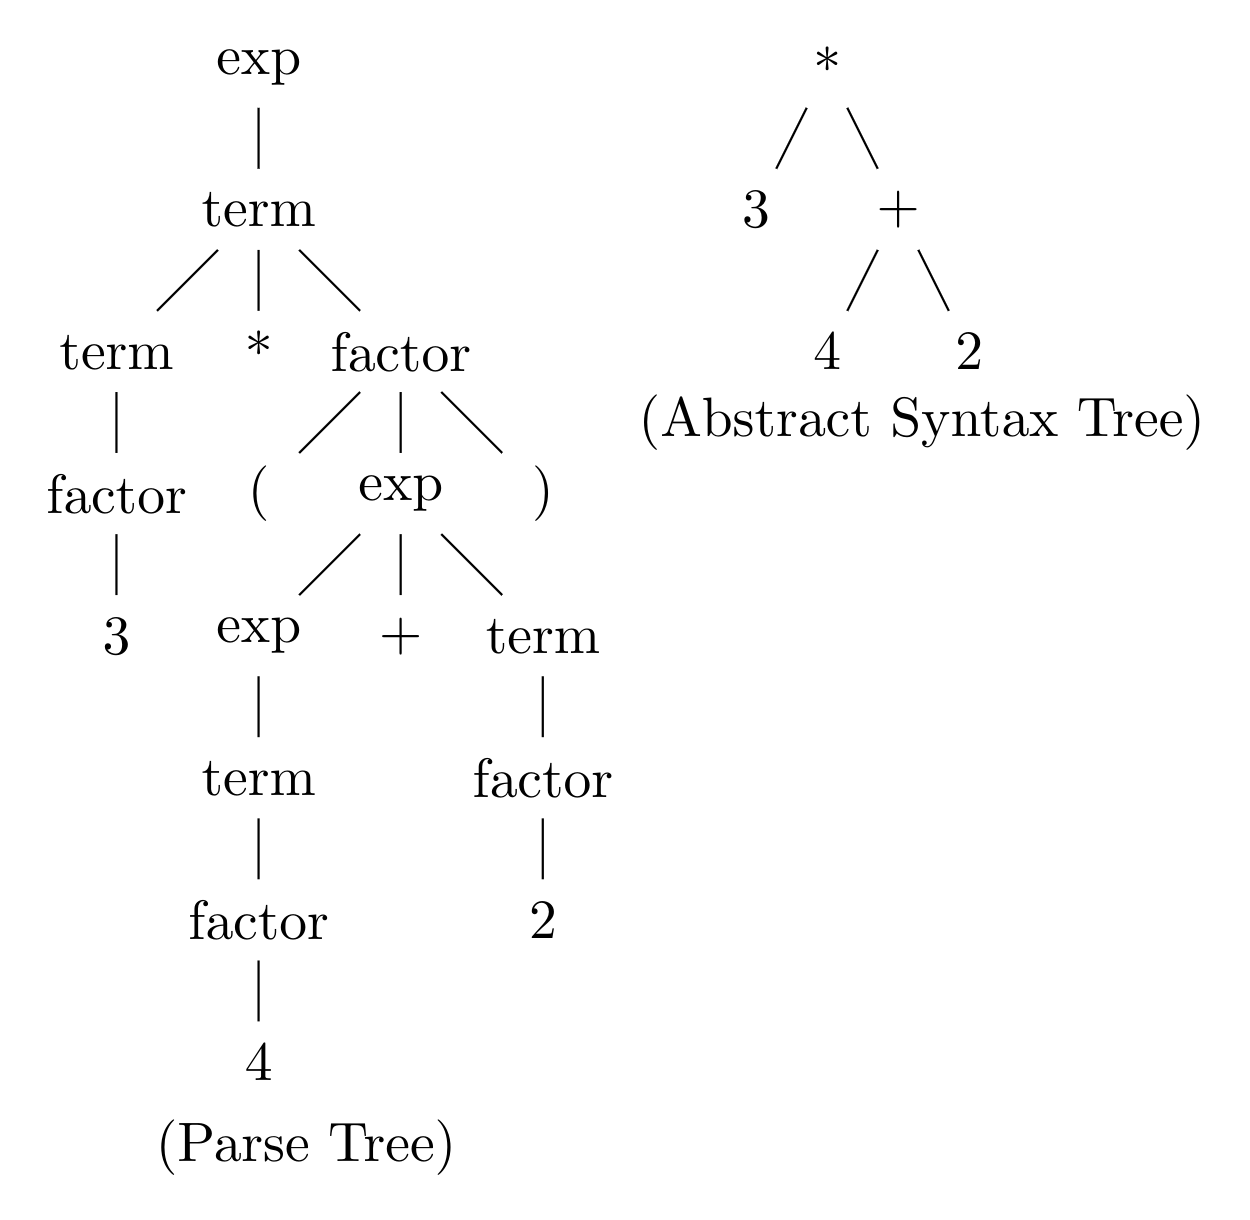 exp
term
term * factor
factor ( exp )
3 exp + term
term factor
factor 2
4
(Parse Tree)
*
3 +
4 2
(Abstract Syntax Tree)